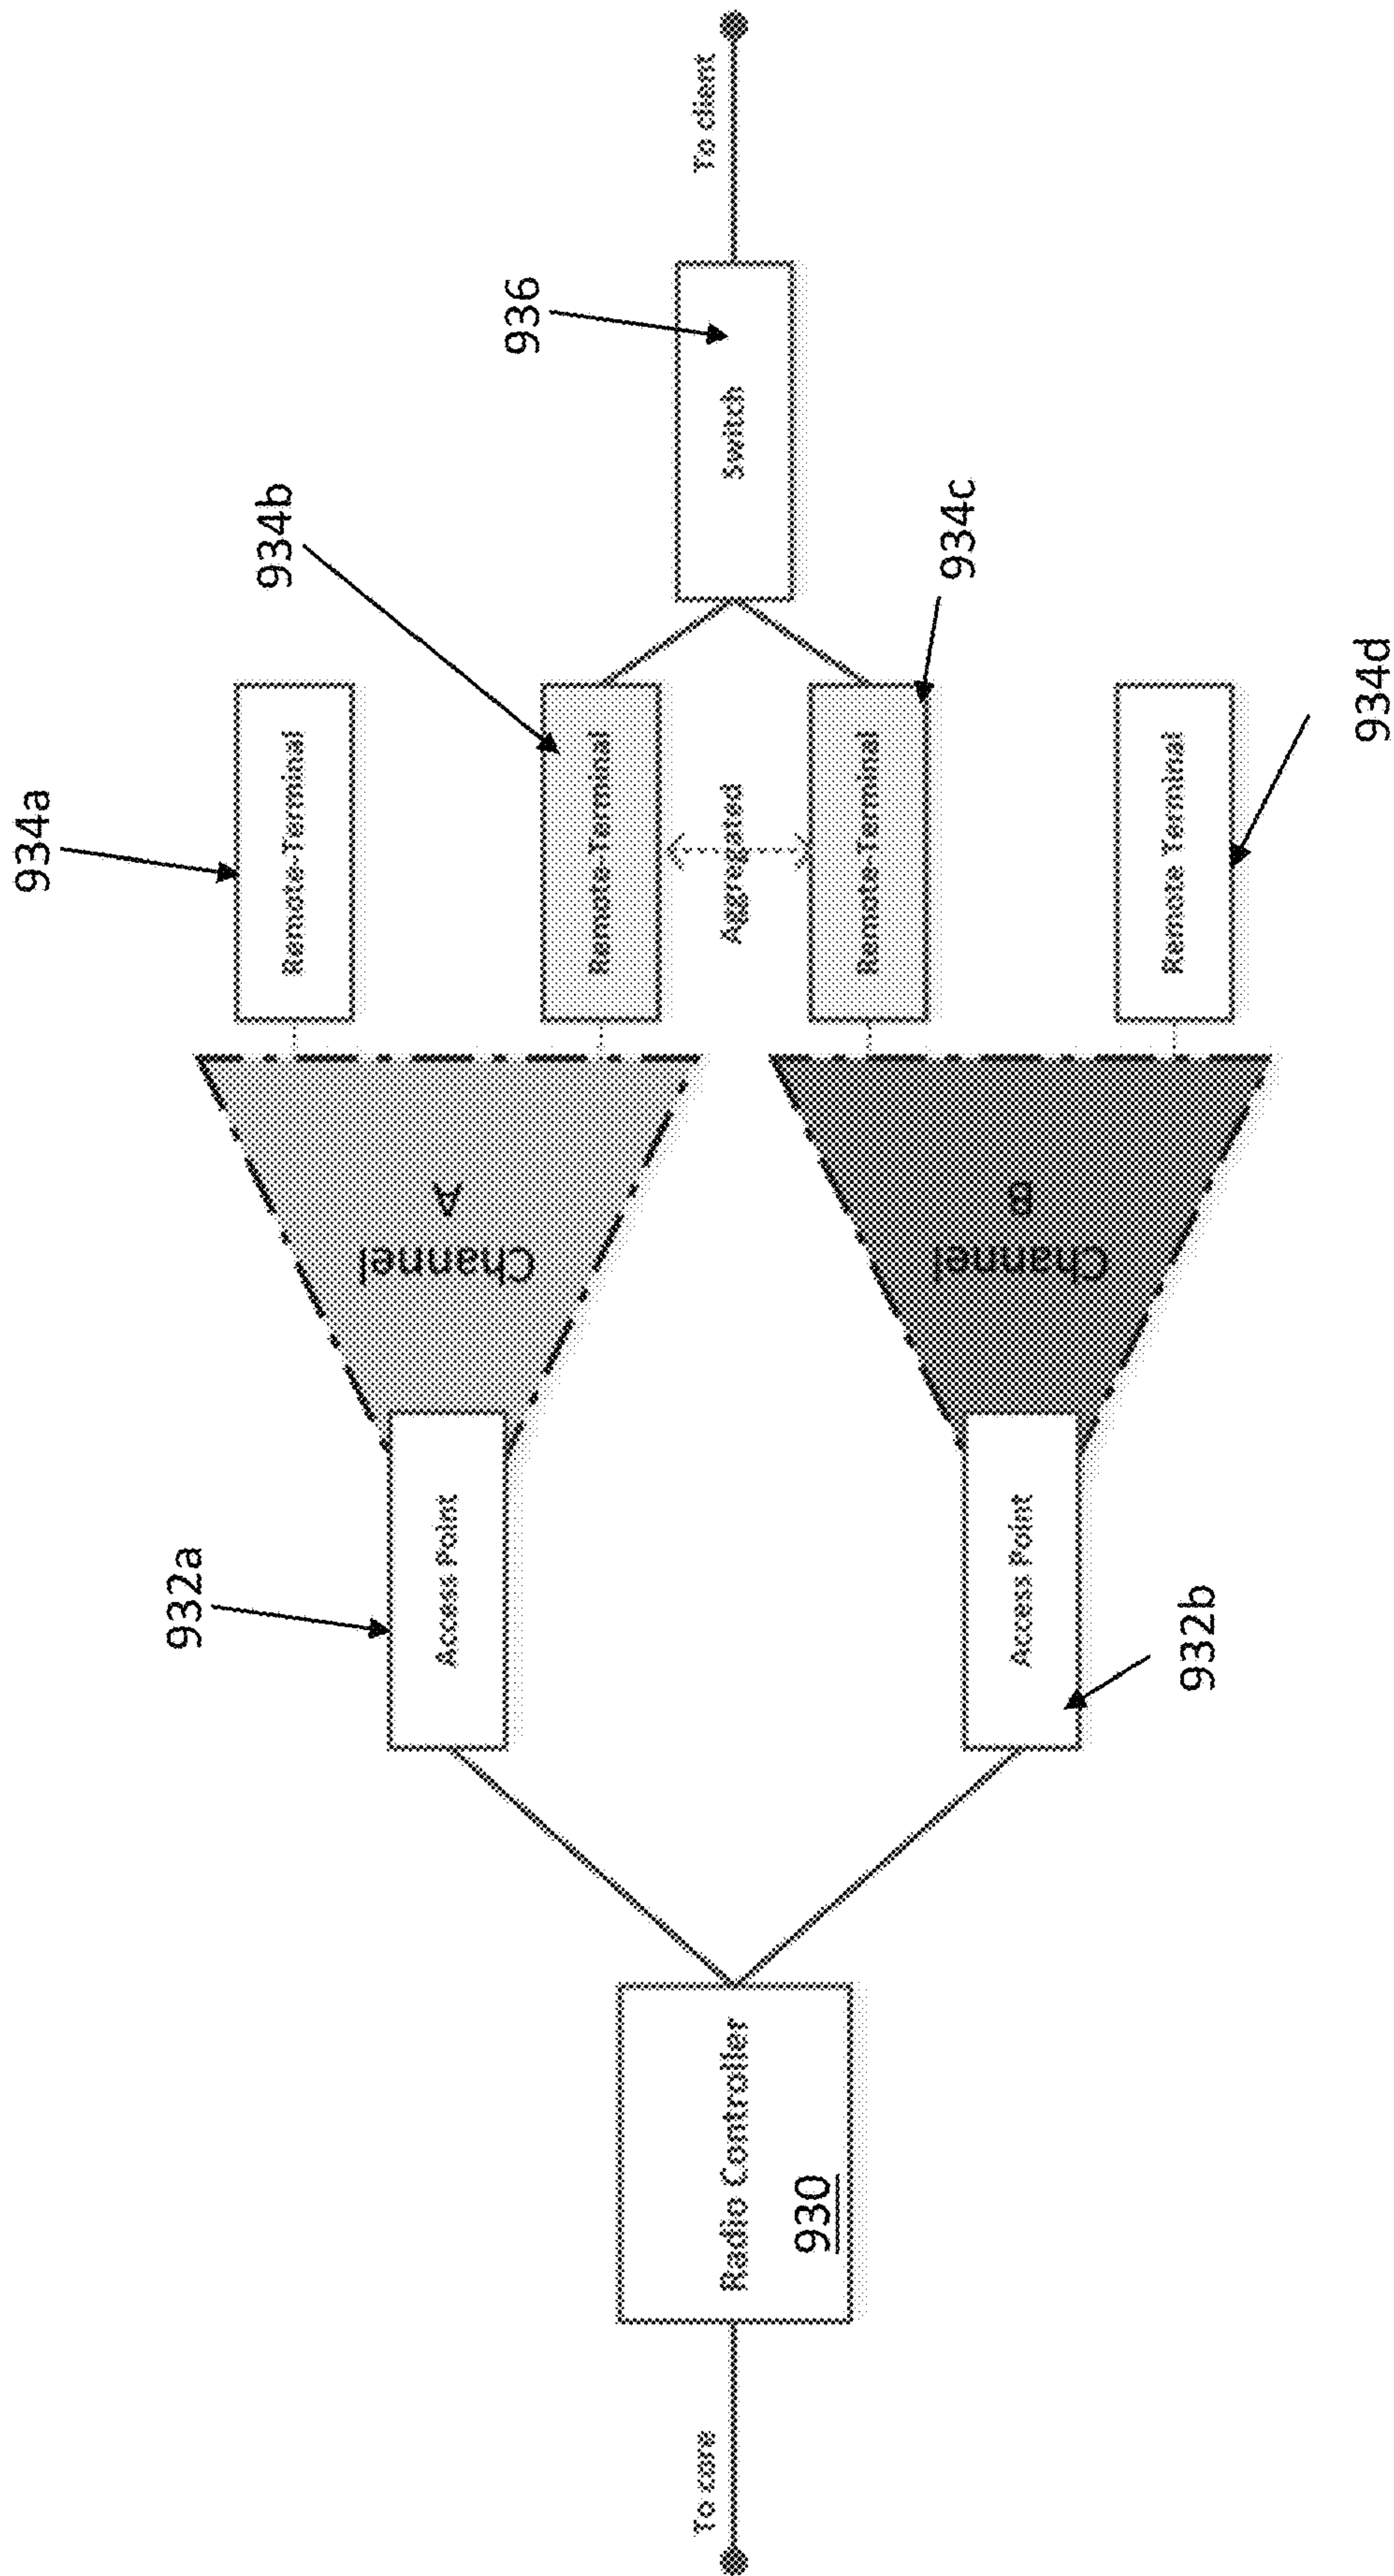 To core
Radio Controller
930
932a
Access Point
Access Point
932b
Channel
A
Channel
B
934a
Remote-Terminal
934b
Remote-Terminal
Aggregated
Remote-Terminal
934c
Remote Terminal
934d
936
Switch
To client